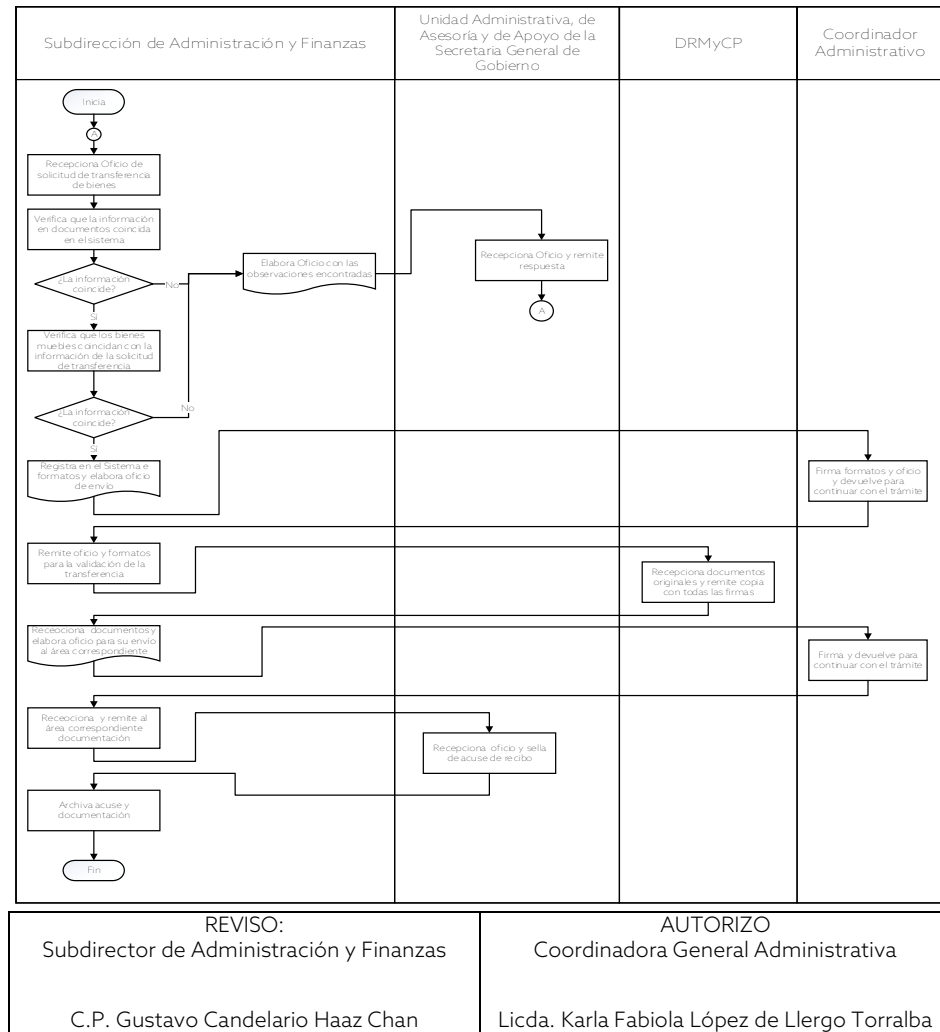 Subdirección de Administración y Finanzas
Unidad Administrativa, de
Asesoría y de Apoyo de la
Secretaría General de
Gobierno
DRMyCP
Coordinador
Administrativo
Inicia
A
Recepciona Oficio de
solicitud de transferencia
de bienes
Verifica que la información
en documentos coincida
en el sistema
¿La información
coincide?
No
Elabora Oficio con las
observaciones encontradas
Recepciona Oficio y remite
respuesta
A
Sí
Verifica que los bienes
muebles coincidan con la
información de la solicitud
de transferencia
¿La información
coincide?
No
Sí
Registra en el Sistema e
formatos y elabora oficio
de envío
Firma formatos y oficio
y devuelve para
continuar con el trámite
Remite oficio y formatos
para la validación de la
transferencia
Recepciona documentos
originales y remite copia
con todas las firmas
Receociona documentos y
elabora oficio para su envío
al área correspondiente
Firma y devuelve para
continuar con el trámite
Receociona y remite al
área correspondiente
documentación
Recepciona oficio y sella
de acuse de recibo
Archiva acuse y
documentación
Fin
REVISO:
Subdirector de Administración y Finanzas
C.P. Gustavo Candelario Haaz Chan
AUTORIZO
Coordinadora General Administrativa
Licda. Karla Fabiola López de Llergo Torralba